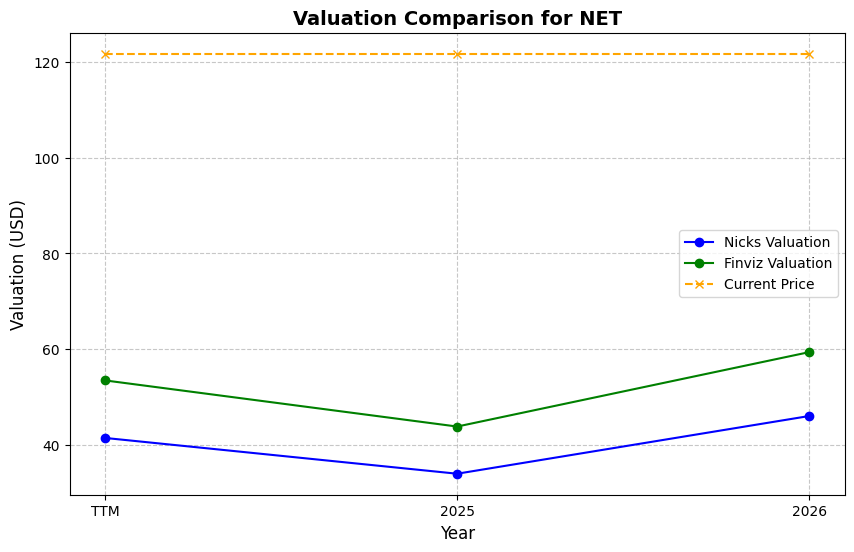 Valuation Comparison for NET
Valuation (USD)
120
100
80
60
40
Nicks Valuation
Finviz Valuation
Current Price
TTM
2025
2026
Year